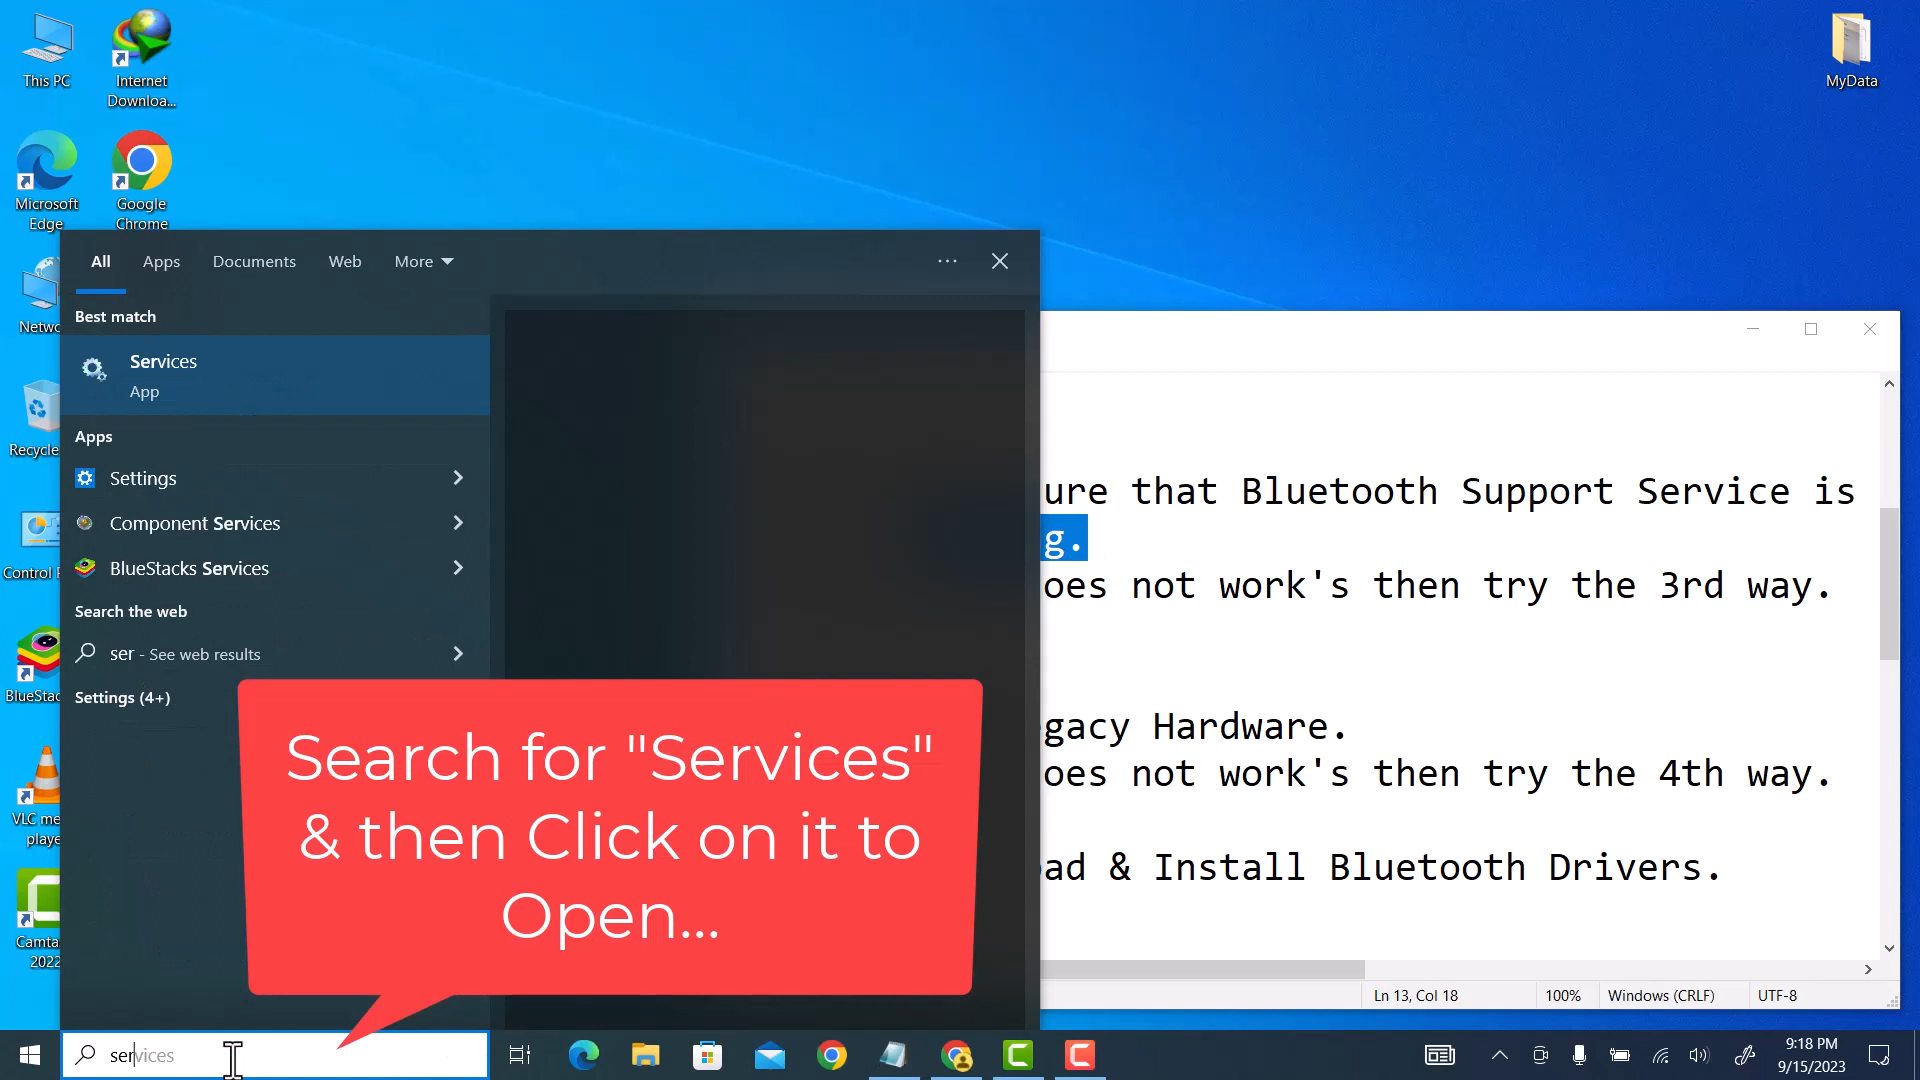 This PC
Internet
Downloa...
MyData
Microsoft
Edge
Google
Chrome
All
Apps
Documents
Web
More
Best match
Services
App
Apps
Settings
Component Services
BlueStacks Services
Search the web
ser - See web results
Settings (4+)
Netwo
Recycle
Control P
BlueStac
VLC me
playe
Camta
2022
ure that Bluetooth Support Service is
g.
oes not work's then try the 3rd way.
egacy Hardware.
oes not work's then try the 4th way.
oad & Install Bluetooth Drivers.
Search for "Services"
& then Click on it to
Open...
Ln 13, Col 18
100%
Windows (CRLF)
UTF-8
services
9:18 PM
9/15/2023